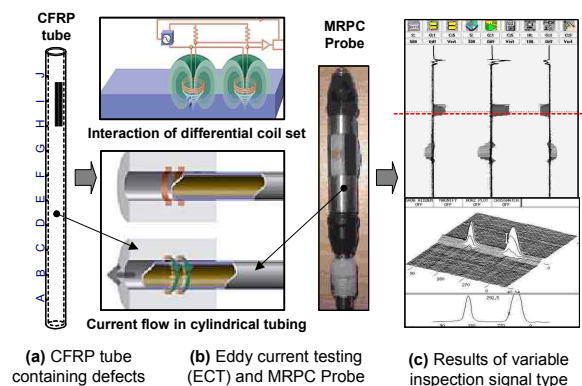 CFRP
tube
J
I
H
G
F
E
D
C
B
A
Interaction of differential coil set
Current flow in cylindrical tubing
MRPC
Probe
(a) CFRP tube
containing defects
(b) Eddy current testing
(ECT) and MRPC Probe
(c) Results of variable
inspection signal type